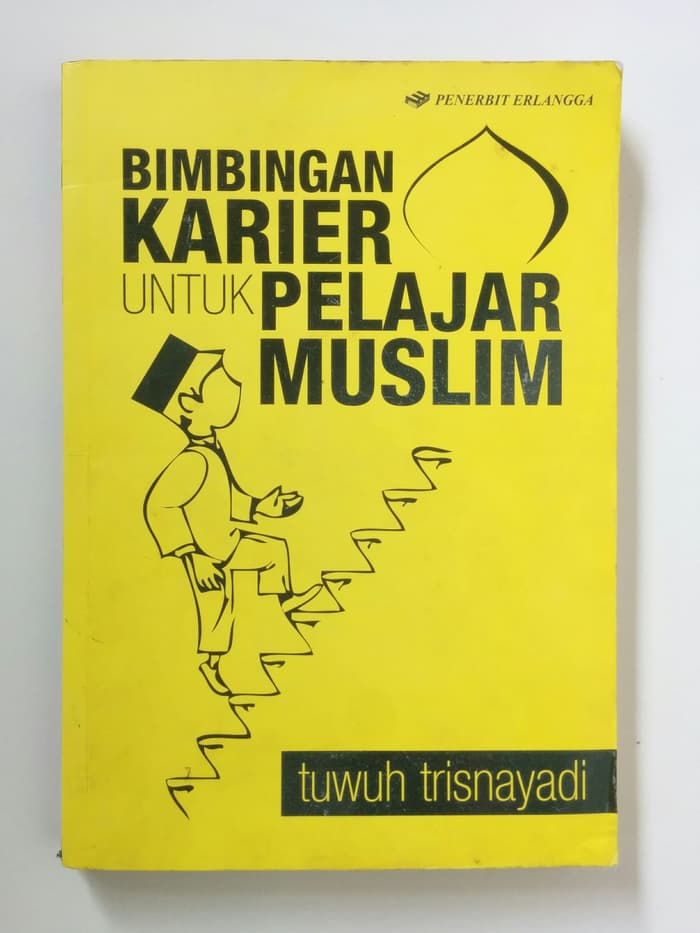 PENERBIT ERLANGGA
BIMBINGAN
KARIER
UNTUK PELAJAR
MUSLIM
tuwuh trisnayadi